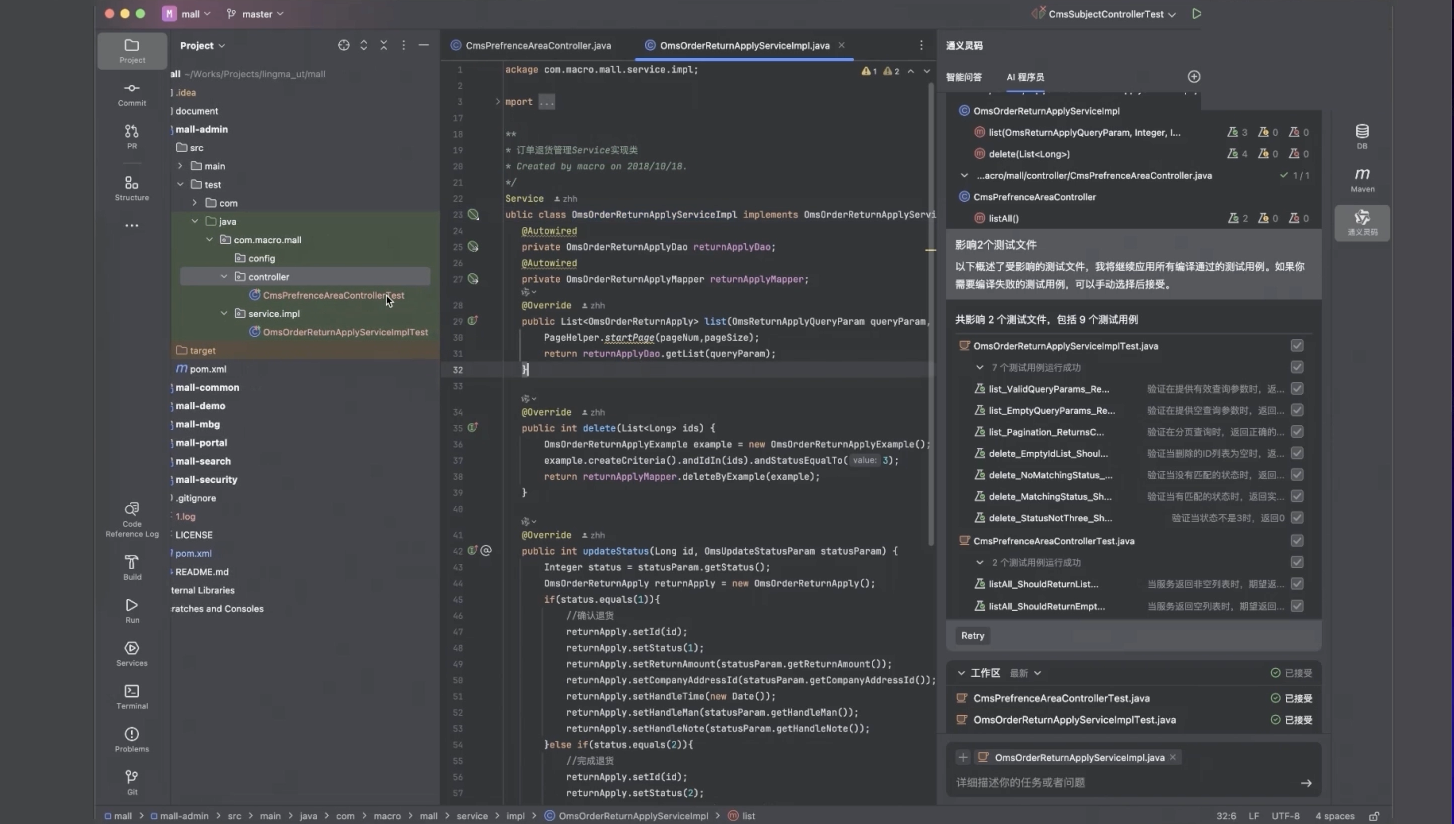 M mall master CmsSubjectControllerTest
Project
Commit
PR
Structure
Code
Reference Log
Build
Run
Services
Terminal
Problems
Git
Project
all ~/Works/Projects/lingma_ut/mall
.idea
document
mall-admin
src
main
test
com
java
com.macro.mall
config
controller
CmsPrefrenceAreaControllerTest
service.impl
OmsOrderReturnApplyServiceImplTest
target
pom.xml
mall-common
mall-demo
mall-mbg
mall-portal
mall-search
mall-security
.gitignore
1.log
LICENSE
pom.xml
README.md
ternal Libraries
ratches and Consoles
CmsPrefrenceAreaController.java OmsOrderReturnApplyServiceImpl.java
1 ackage com.macro.mall.service.impl; 1 2
2
3 mport ...
17
18 **
19 * 订单退货管理Service实现类
20 * Created by macro on 2018/10/18.
21 */
22 Service zhh
23 ublic class OmsOrderReturnApplyServiceImpl implements OmsOrderReturnApplyServi
24 @Autowired
25 private OmsOrderReturnApplyDao returnApplyDao;
26 @Autowired
27 private OmsOrderReturnApplyMapper returnApplyMapper;
28 @Override zhh
29 public List<OmsOrderReturnApply> list(OmsReturnApplyQueryParam queryParam,
30 PageHelper.startPage(pageNum,pageSize);
31 return returnApplyDao.getList(queryParam);
32 }
33
34 @Override zhh
35 public int delete(List<Long> ids) {
36 OmsOrderReturnApplyExample example = new OmsOrderReturnApplyExample();
37 example.createCriteria().andIdIn(ids).andStatusEqualTo( value: 3);
38 return returnApplyMapper.deleteByExample(example);
39 }
40
41 @Override zhh
42 public int updateStatus(Long id, OmsUpdateStatusParam statusParam) {
43 Integer status = statusParam.getStatus();
44 OmsOrderReturnApply returnApply = new OmsOrderReturnApply();
45 if(status.equals(1)){
46 //确认退货
47 returnApply.setId(id);
48 returnApply.setStatus(1);
49 returnApply.setReturnAmount(statusParam.getReturnAmount());
50 returnApply.setCompanyAddressId(statusParam.getCompanyAddressId());
51 returnApply.setHandleTime(new Date());
52 returnApply.setHandleMan(statusParam.getHandleMan());
53 returnApply.setHandleNote(statusParam.getHandleNote());
54 }else if(status.equals(2)){
55 //完成退货
56 returnApply.setId(id);
57 returnApply.setStatus(2);
通义灵码
智能问答 AI 程序员
OmsOrderReturnApplyServiceImpl
list(OmsReturnApplyQueryParam, Integer, I... 3 0 0
delete(List<Long>) 4 0 0
...acro/mall/controller/CmsPrefrenceAreaController.java 1/1
CmsPrefrenceAreaController
listAll() 2 0 0
影响2个测试文件
以下概述了受影响的测试文件，我将继续应用所有编译通过的测试用例。如果你
需要编译失败的测试用例，可以手动选择后接受。
共影响 2 个测试文件，包括 9 个测试用例
OmsOrderReturnApplyServiceImplTest.java
7 个测试用例运行成功
list_ValidQueryParams_Re... 验证在提供有效查询参数时，返...
list_EmptyQueryParams_Re... 验证在提供空查询参数时，返回...
list_Pagination_ReturnsC... 验证在分页查询时，返回正确的...
delete_EmptyIdList_Shoul... 验证当删除的ID列表为空时，返...
delete_NoMatchingStatus_... 验证当没有匹配的状态时，返回...
delete_MatchingStatus_Sh... 验证当有匹配的状态时，返回实...
delete_StatusNotThree_Sh... 验证当状态不是3时，返回0
CmsPrefrenceAreaControllerTest.java
2 个测试用例运行成功
listAll_ShouldReturnList... 当服务返回非空列表时，期望返...
listAll_ShouldReturnEmpt... 当服务返回空列表时，期望返回...
Retry
工作区 最新 已接受
CmsPrefrenceAreaControllerTest.java 已接受
OmsOrderReturnApplyServiceImplTest.java 已接受
OmsOrderReturnApplyServiceImpl.java
详细描述你的任务或者问题
DB
m
Maven
通义灵码
mall > mall-admin > src > main > java > com > macro > mall > service > impl > OmsOrderReturnApplyServiceImpl > list 32:6 LF UTF-8 4 spaces